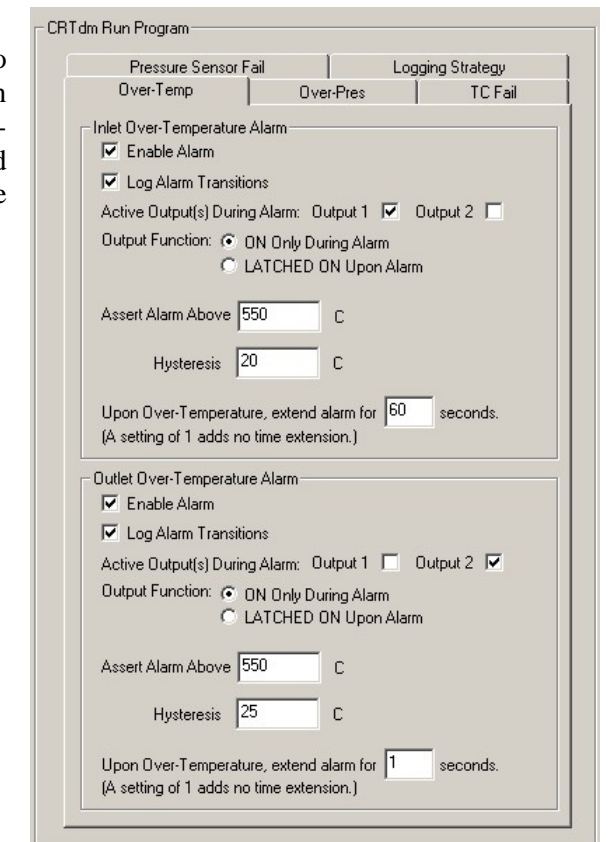 CRTdm Run Program
Pressure Sensor Fail Logging Strategy
Over-Temp Over-Pres TC Fail
Inlet Over-Temperature Alarm
Enable Alarm
Log Alarm Transitions
Active Output(s) During Alarm: Output 1 Output 2
Output Function: ON Only During Alarm
LATCHED ON Upon Alarm
Assert Alarm Above 550 C
Hysteresis 20 C
Upon Over-Temperature, extend alarm for 60 seconds.
(A setting of 1 adds no time extension.)
Outlet Over-Temperature Alarm
Enable Alarm
Log Alarm Transitions
Active Output(s) During Alarm: Output 1 Output 2
Output Function: ON Only During Alarm
LATCHED ON Upon Alarm
Assert Alarm Above 550 C
Hysteresis 25 C
Upon Over-Temperature, extend alarm for 1 seconds.
(A setting of 1 adds no time extension.)